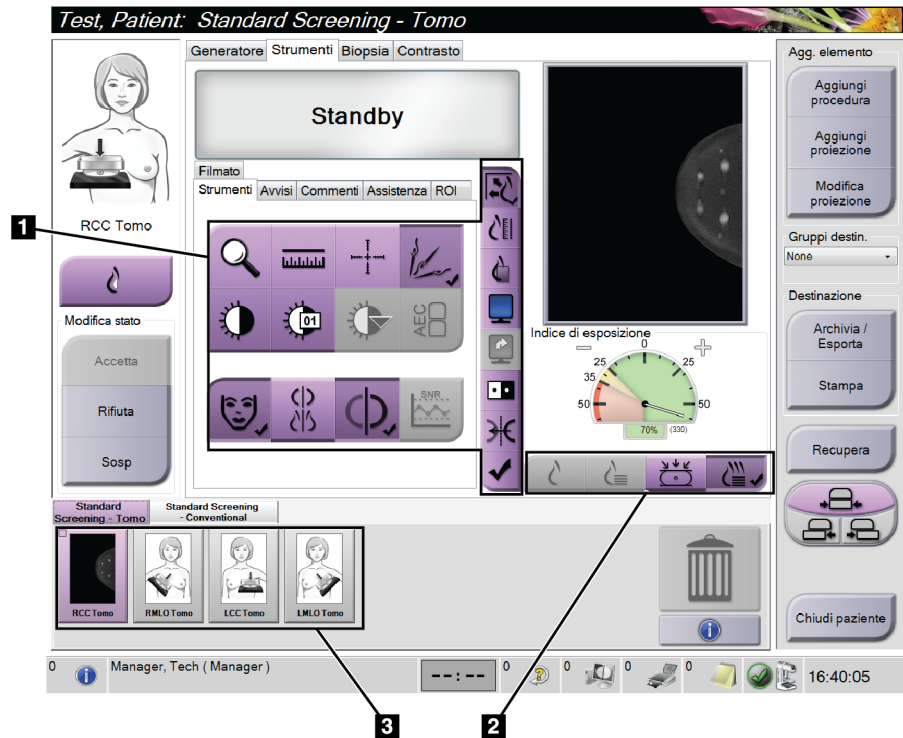 Test, Patient: Standard Screening - Tomo
Generatore Strumenti Biopsia Contrasto
Agg. elemento
Aggiungi
procedura
Aggiungi
proiezione
Modifica
proiezione
Standby
Filmato
Strumenti Avvisi Commenti Assistenza ROI
RCC Tomo
1
01
AEC
SNR
Gruppi destin.
None
Destinazione
Archivia /
Esporta
Stampa
Modifica stato
Accetta
Rifiuta
Sosp
Indice di esposizione
0
25 25
35
50 50
70% (330)
Recupera
Standard
Screening - Tomo
Standard Screening
- Conventional
RCC Tomo RMLO Tomo LCC Tomo LMLO Tomo
Chiudi paziente
0 Manager, Tech ( Manager ) --:-- 0 0 0 0 16:40:05
3 2